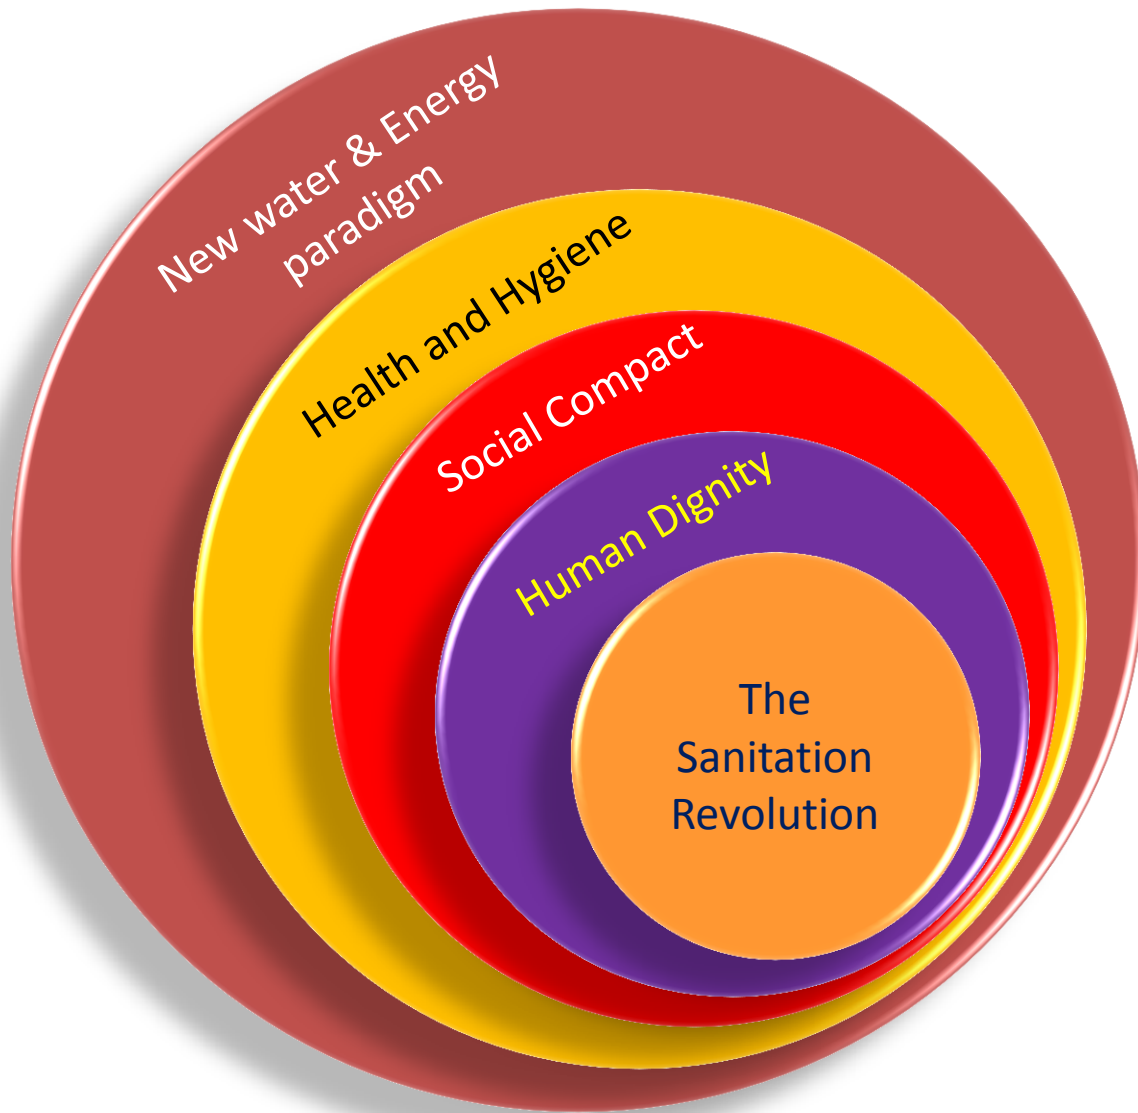 New water & Energy
paradigm
Health and Hygiene
Social Compact
Human Dignity
The
Sanitation
Revolution